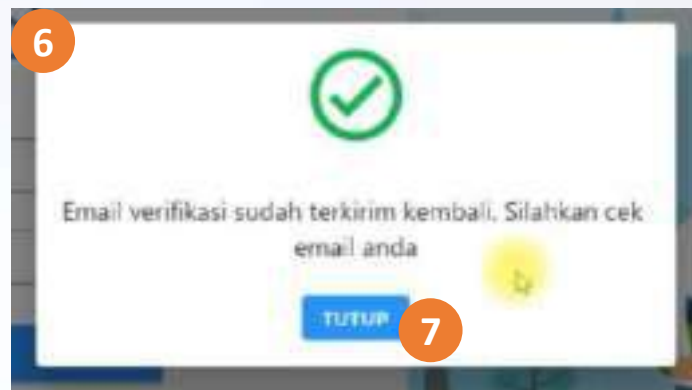 6
Email verifikasi sudah terkirim kembali. Silahkan cek
email anda
TUTUP
7